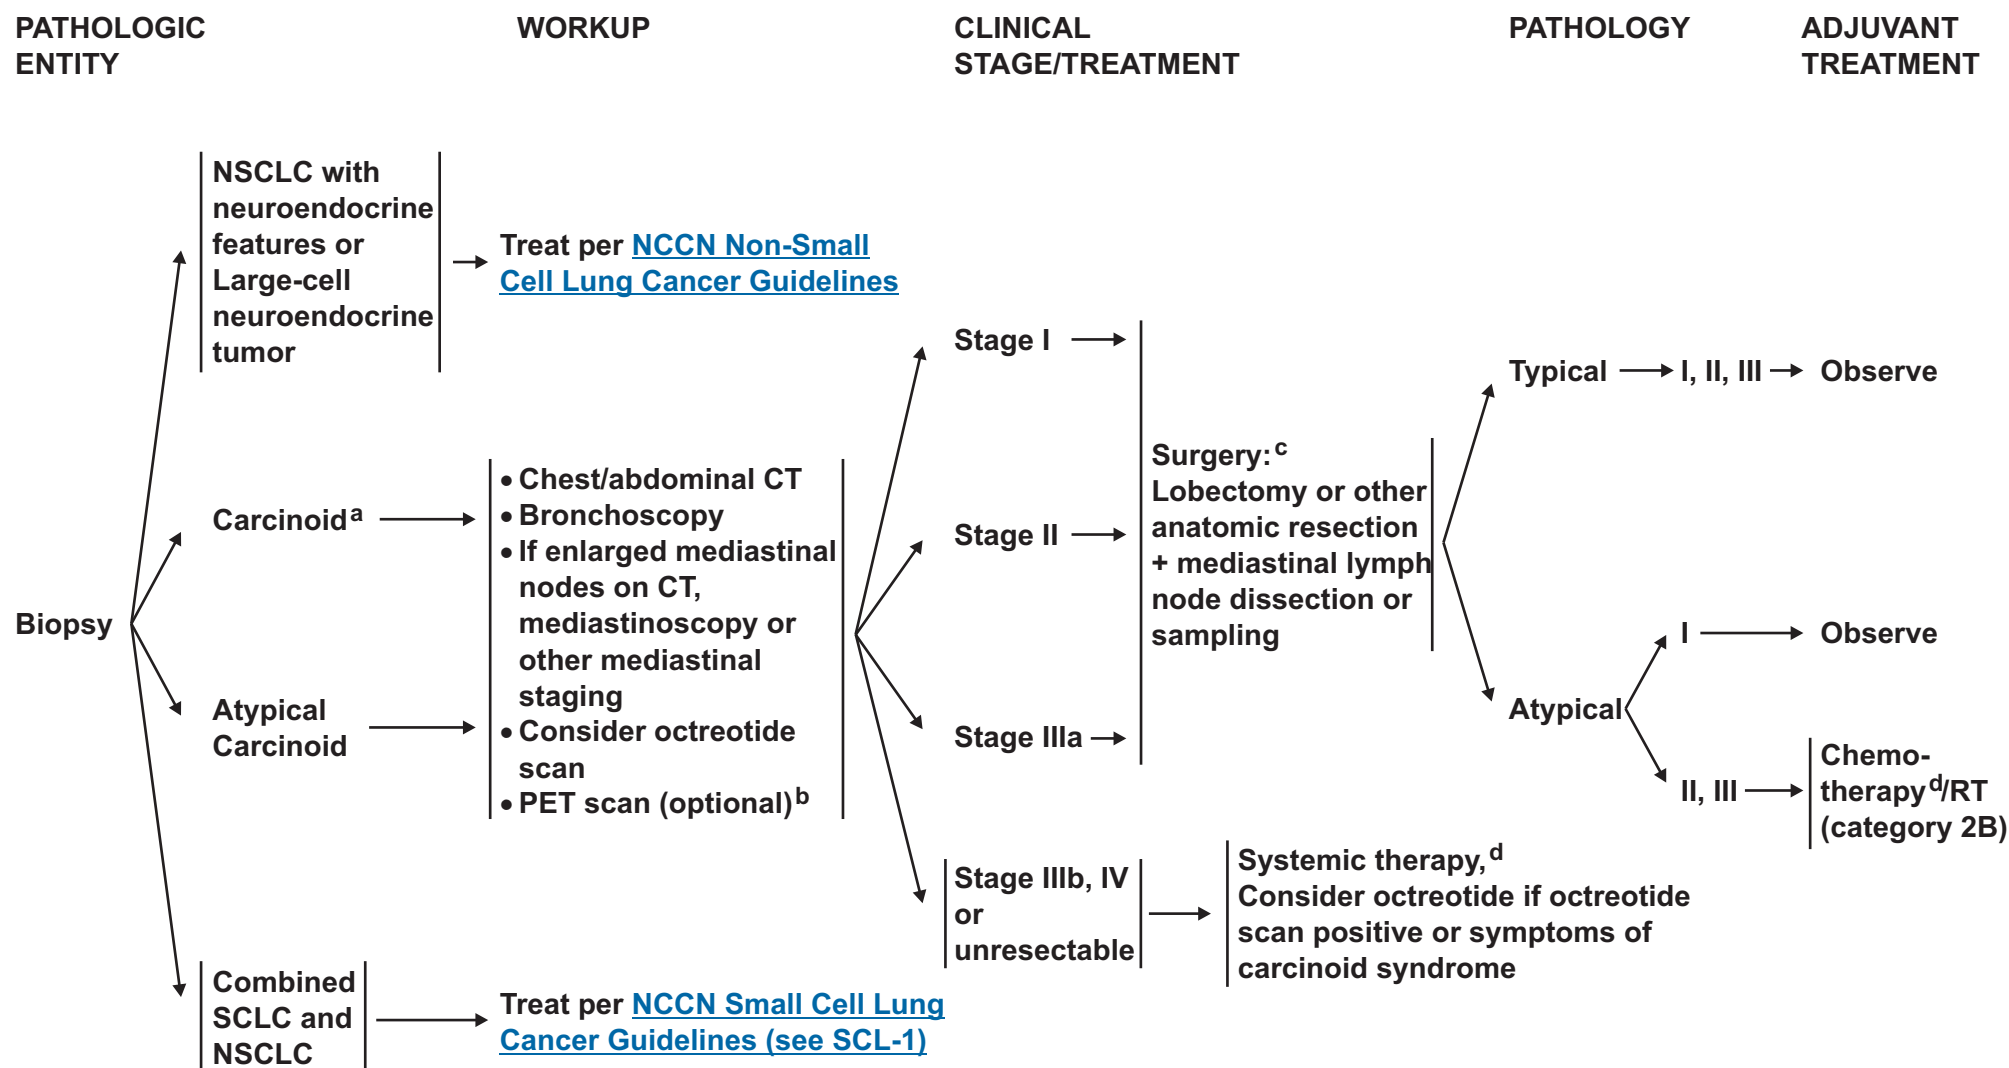 PATHOLOGIC
ENTITY
WORKUP
CLINICAL
STAGE/TREATMENT
PATHOLOGY
ADJUVANT
TREATMENT
Biopsy
NSCLC with
neuroendocrine
features or
Large-cell
neuroendocrine
tumor
Treat per NCCN Non-Small
Cell Lung Cancer Guidelines
Carcinoid a
Atypical
Carcinoid
• Chest/abdominal CT
• Bronchoscopy
• If enlarged mediastinal
nodes on CT,
mediastinoscopy or
other mediastinal
staging
• Consider octreotide
scan
• PET scan (optional) b
Combined
SCLC and
NSCLC
Treat per NCCN Small Cell Lung
Cancer Guidelines (see SCL-1)
Stage I
Stage II
Stage IIIa
Surgery: c
Lobectomy or other
anatomic resection
+ mediastinal lymph
node dissection or
sampling
Stage IIIb, IV
or
unresectable
Systemic therapy, d
Consider octreotide if octreotide
scan positive or symptoms of
carcinoid syndrome
Typical
I, II, III
Observe
Atypical
I
Observe
II, III
Chemo-
therapy d/RT
(category 2B)